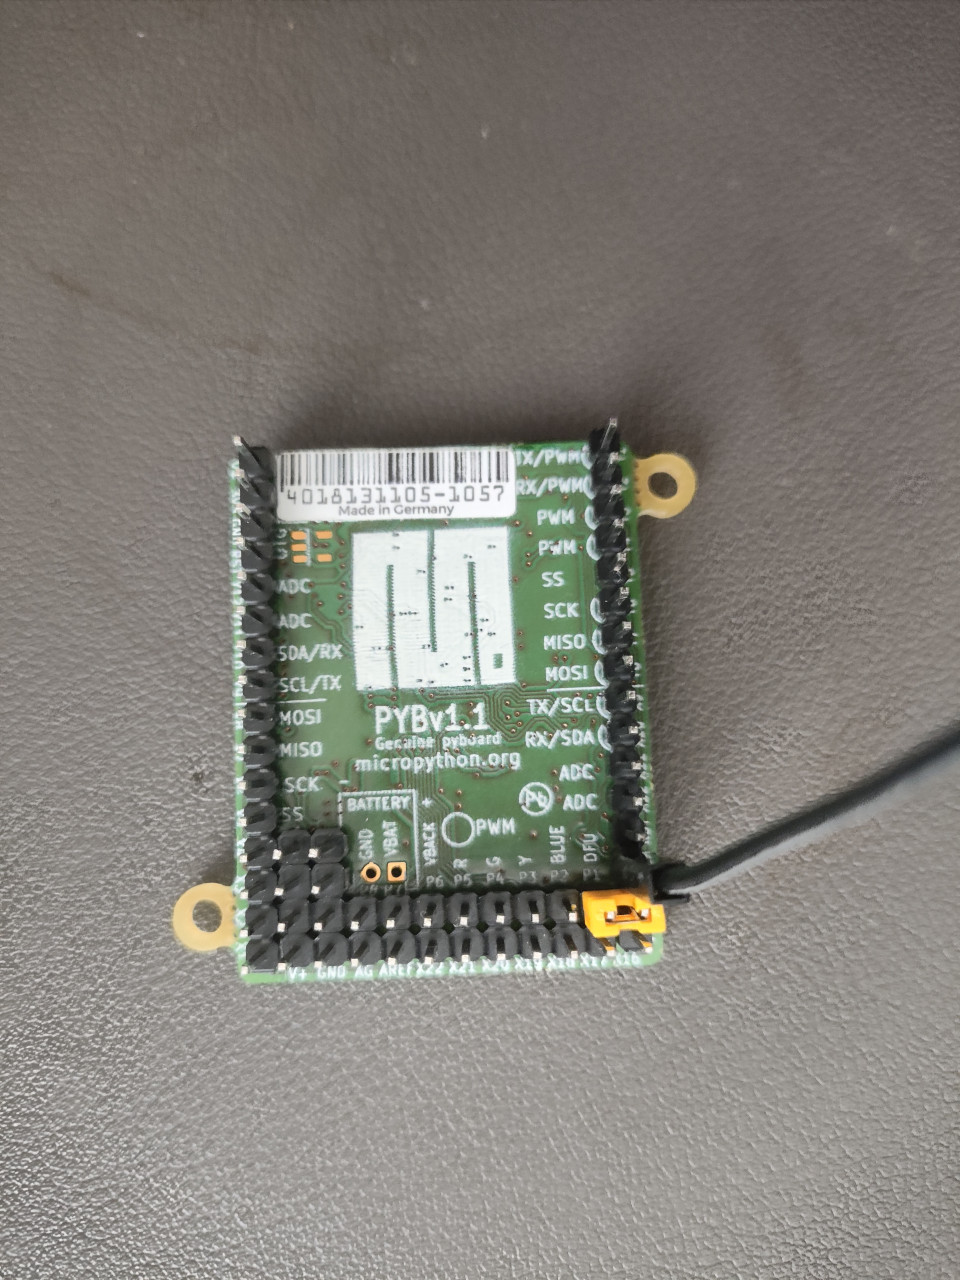 4018131105-1057
Made in Germany
TX/PWM
RX/PWM
PWM
PWM
SS
SCK
MISO
MOSI
TX/SCL
RX/SDA
ADC
ADC
ADC
ADC
SDA/RX
SCL/TX
MOSI
MISO
SCK
SS
PYBv1.1
Genuine pyboard
micropython.org
- BATTERY +
Pb
PWM
GND VBAT VBACK R G Y BLUE DFU
P6 P5 P4 P3 P2 P1
V+ GND AG AREF X22 X21 X20 X19 X18 X17